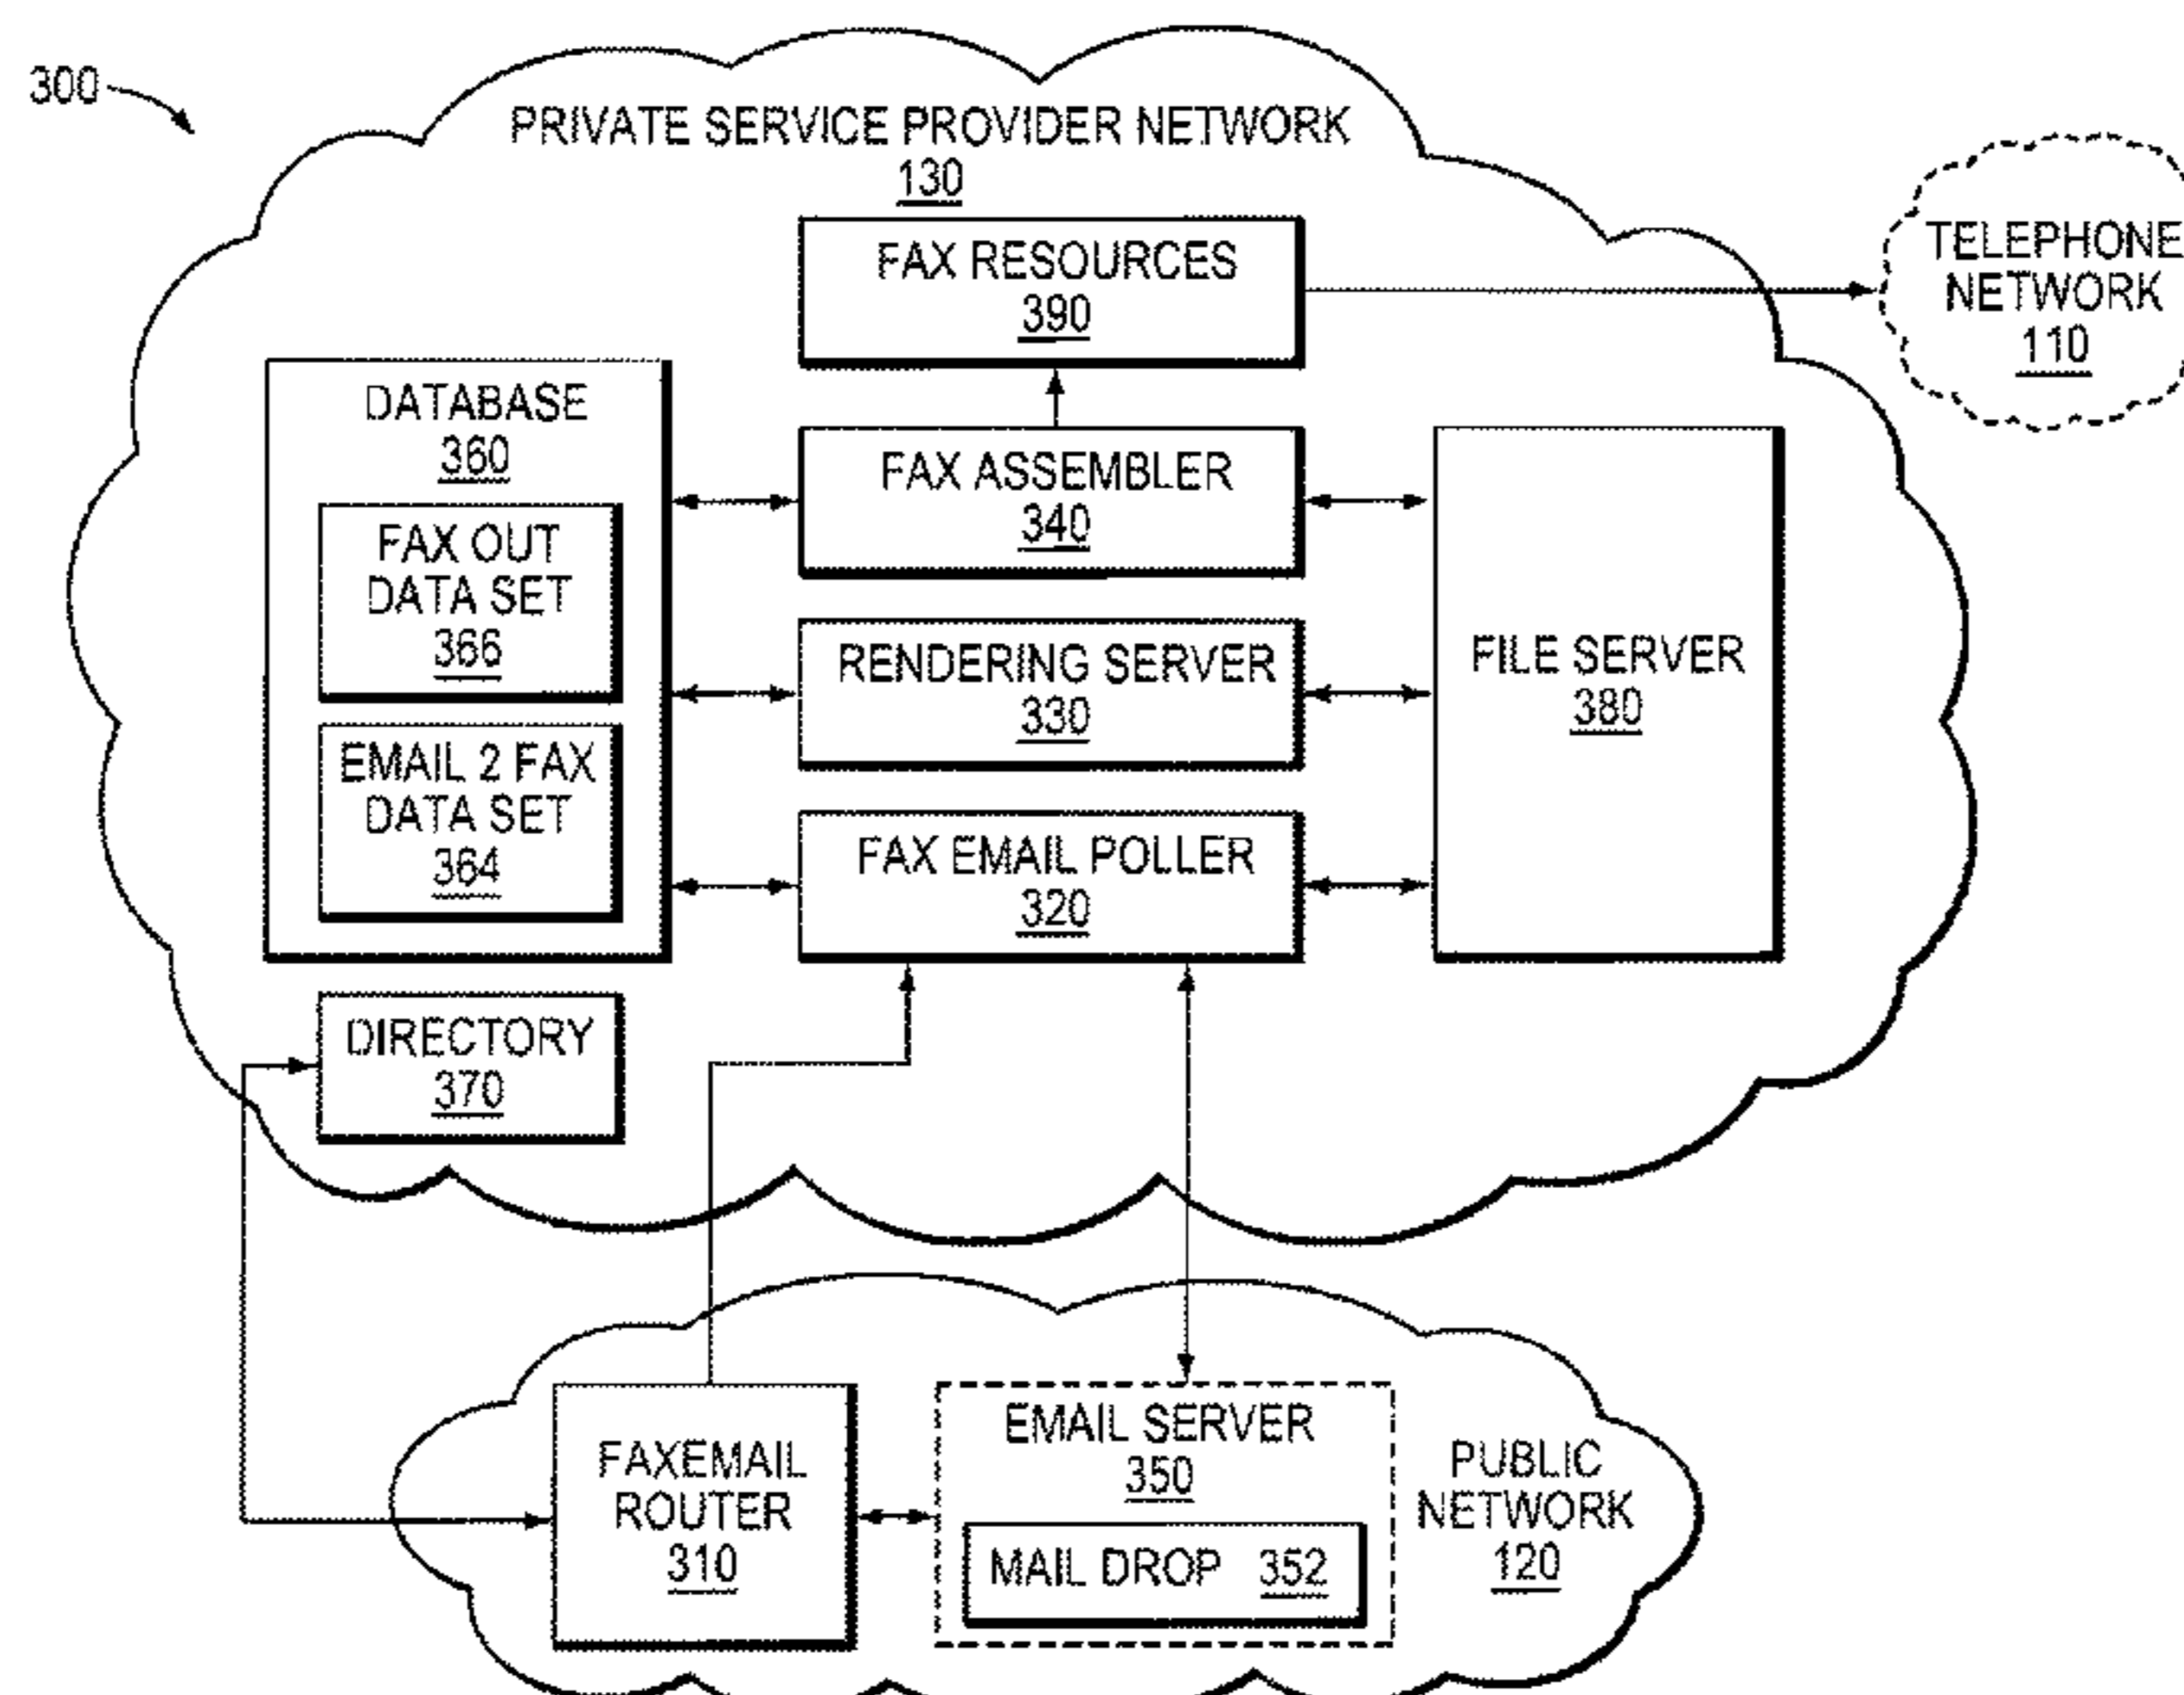 300
PRIVATE SERVICE PROVIDER NETWORK
130
FAX RESOURCES
390
TELEPHONE
NETWORK
110
DATABASE
360
FAX OUT
DATA SET
366
EMAIL 2 FAX
DATA SET
364
FAX ASSEMBLER
340
RENDERING SERVER
330
FAX EMAIL POLLER
320
FILE SERVER
380
DIRECTORY
370
FAXEMAIL
ROUTER
310
EMAIL SERVER
350
MAIL DROP 352
PUBLIC
NETWORK
120